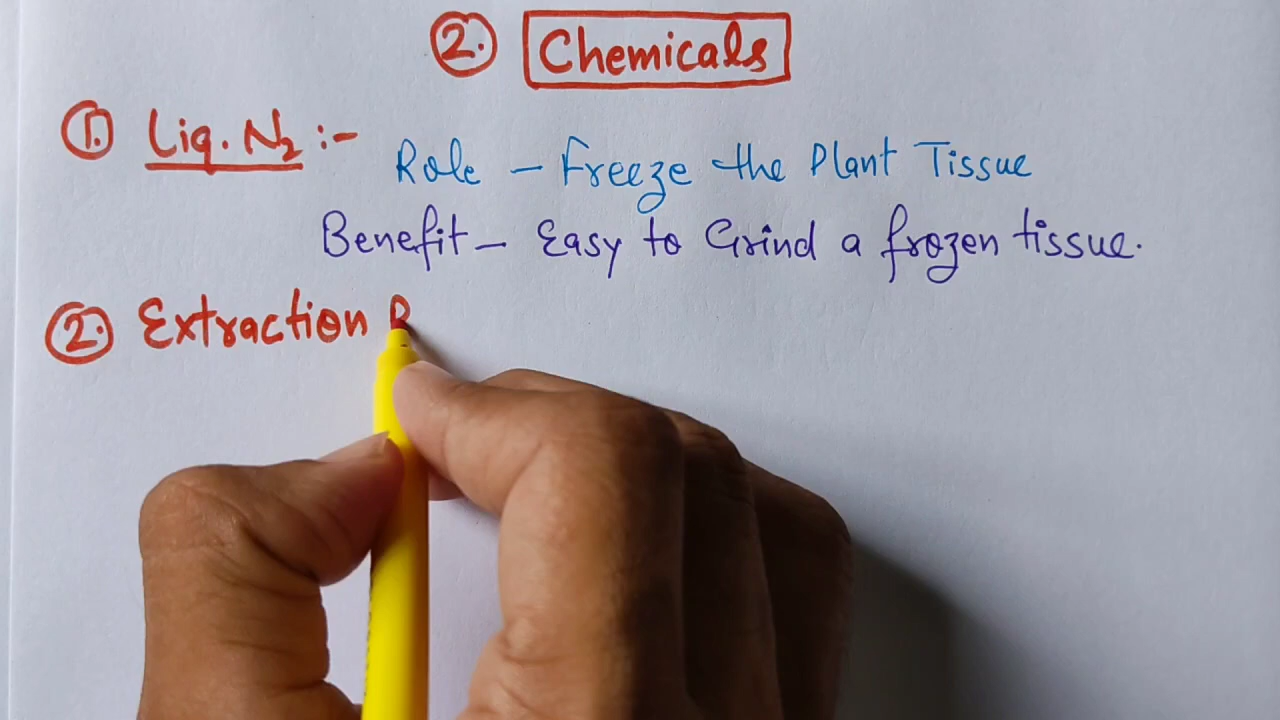 2. Chemicals
1. Liq. N₂ :-
Role - Freeze the Plant Tissue
Benefit - Easy to Grind a frozen tissue.
2. Extraction